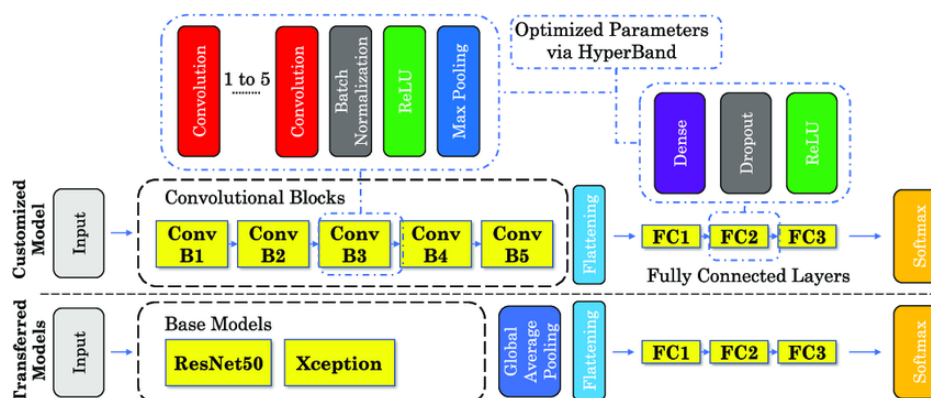 Convolution
1 to 5
Convolution
Batch
Normalization
ReLU
Max Pooling
Optimized Parameters
via HyperBand
Dense
Dropout
ReLU
Customized
Model
Input
Convolutional Blocks
Conv
B1
Conv
B2
Conv
B3
Conv
B4
Conv
B5
Flattening
FC1
FC2
FC3
Fully Connected Layers
Softmax
Transferred
Models
Input
Base Models
ResNet50
Xception
Global
Average
Pooling
Flattening
FC1
FC2
FC3
Softmax